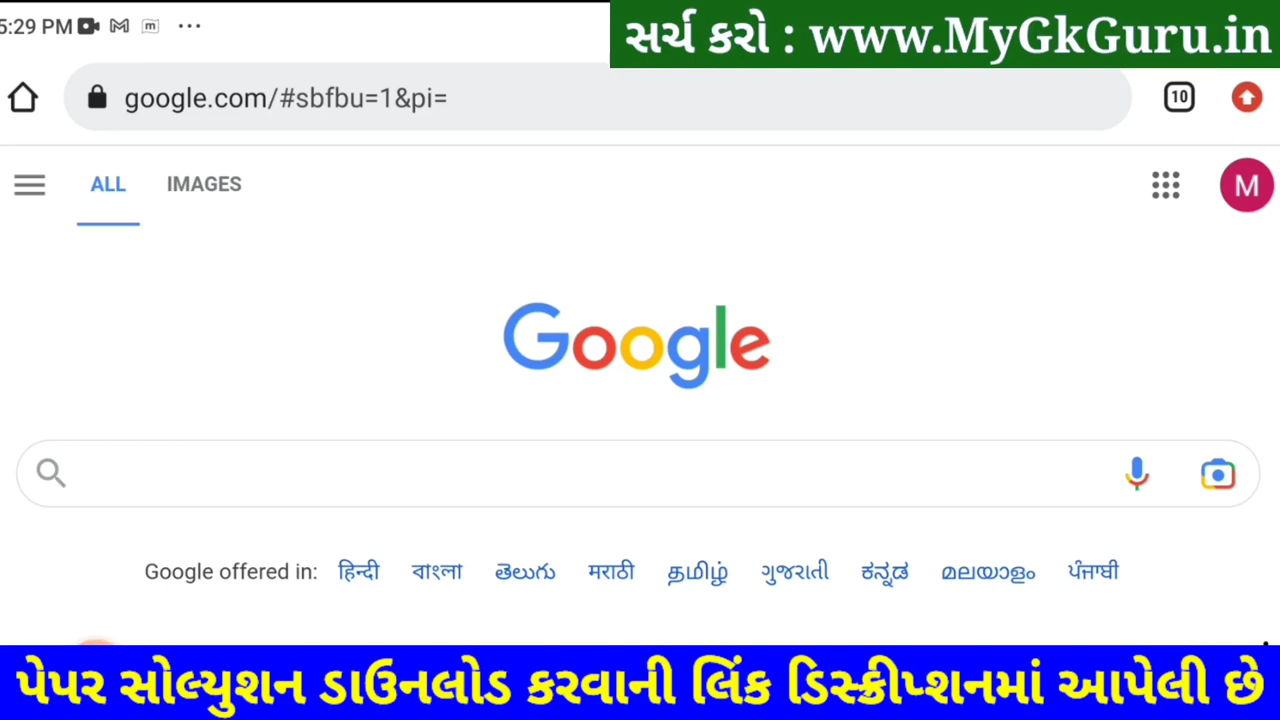 5:29 PM
સર્ચ કરો : www.MyGkGuru.in
google.com/#sbfbu=1&pi=
10
ALL IMAGES
M
Google
Google offered in: हिन्दी বাংলা తెలుగు मराठी தமிழ் ગુજરાતી ಕನ್ನಡ മലയാളം ਪੰਜਾਬੀ
પેપર સોલ્યુશન ડાઉનલોડ કરવાની લિંક ડિસ્ક્રીપ્શનમાં આપેલી છે